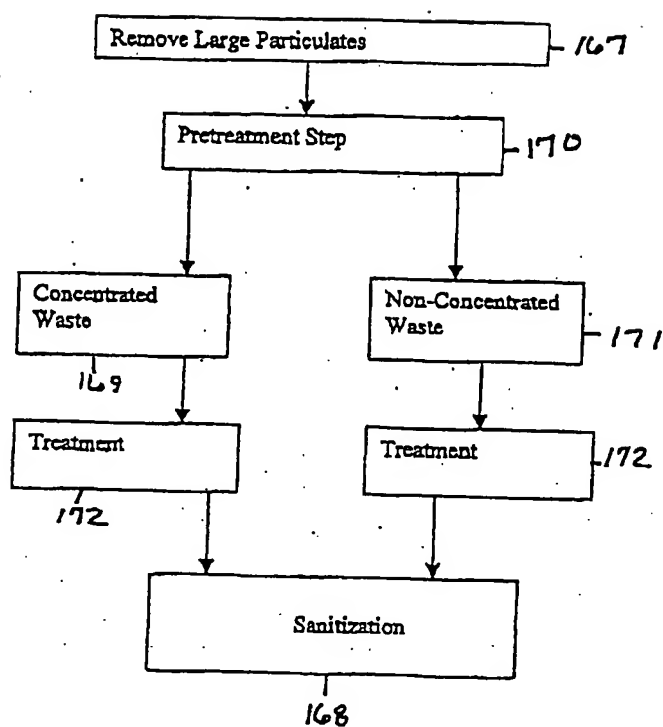 Remove Large Particulates
167
Pretreatment Step
170
Concentrated
Waste
169
Non-Concentrated
Waste
171
Treatment
172
Treatment
172
Sanitization
168